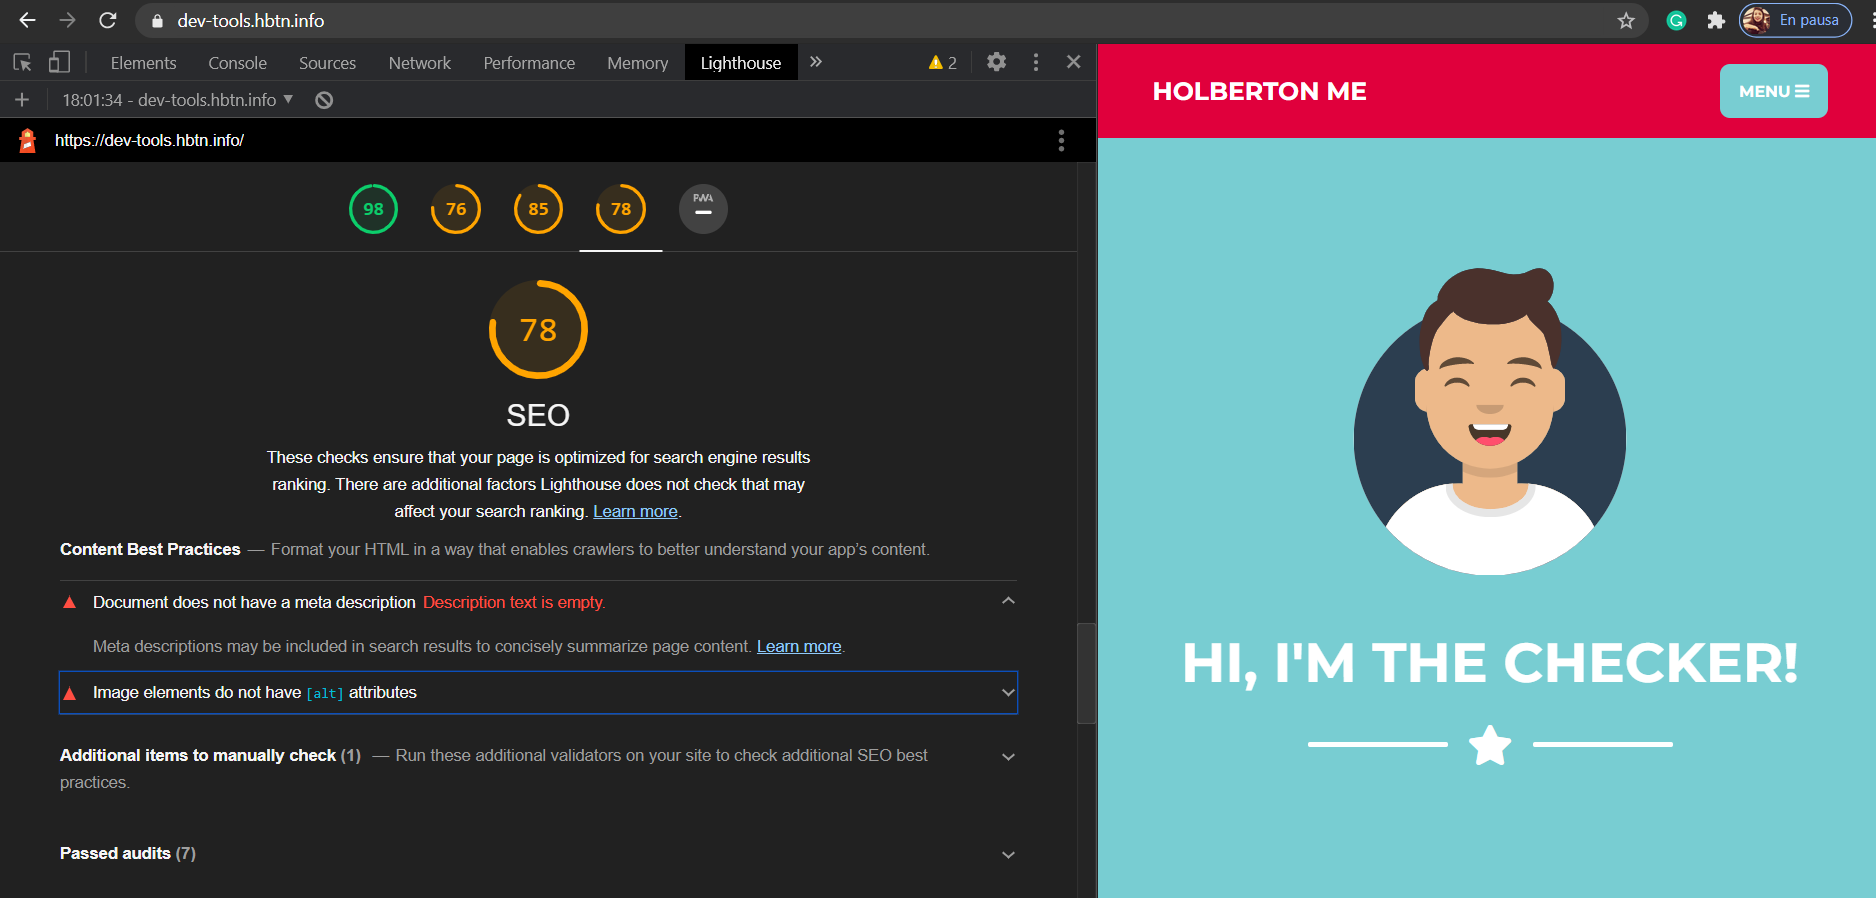 dev-tools.hbtn.info
En pausa
Elements Console Sources Network Performance Memory Lighthouse » 2
18:01:34 - dev-tools.hbtn.info
https://dev-tools.hbtn.info/
98 76 85 78 PWA
78
SEO
These checks ensure that your page is optimized for search engine results
ranking. There are additional factors Lighthouse does not check that may
affect your search ranking. Learn more.
Content Best Practices — Format your HTML in a way that enables crawlers to better understand your app's content.
Document does not have a meta description Description text is empty.
Meta descriptions may be included in search results to concisely summarize page content. Learn more.
Image elements do not have [alt] attributes
Additional items to manually check (1) — Run these additional validators on your site to check additional SEO best
practices.
Passed audits (7)
HOLBERTON ME
MENU
HI, I'M THE CHECKER!